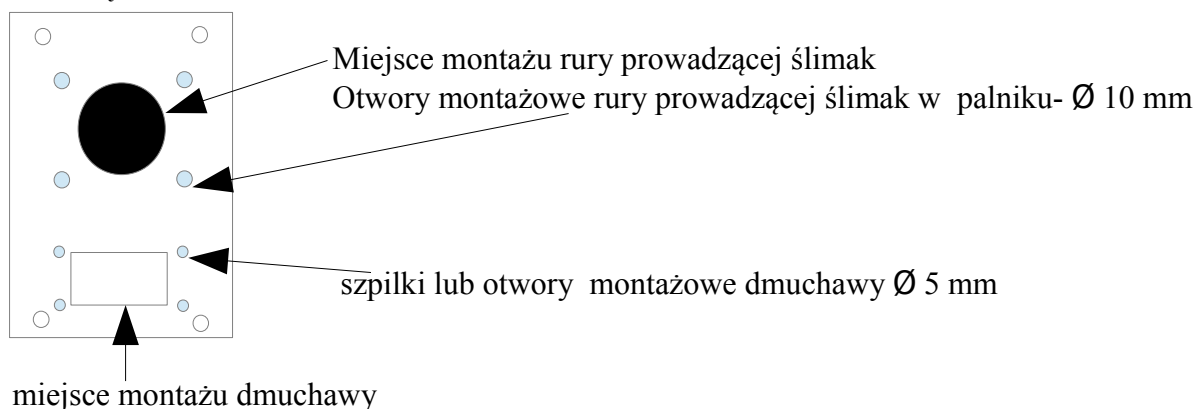 Miejsce montażu rury prowadzącej ślimak
Otwory montażowe rury prowadzącej ślimak w palniku- Ø 10 mm
szpilki lub otwory montażowe dmuchawy Ø 5 mm
miejsce montażu dmuchawy